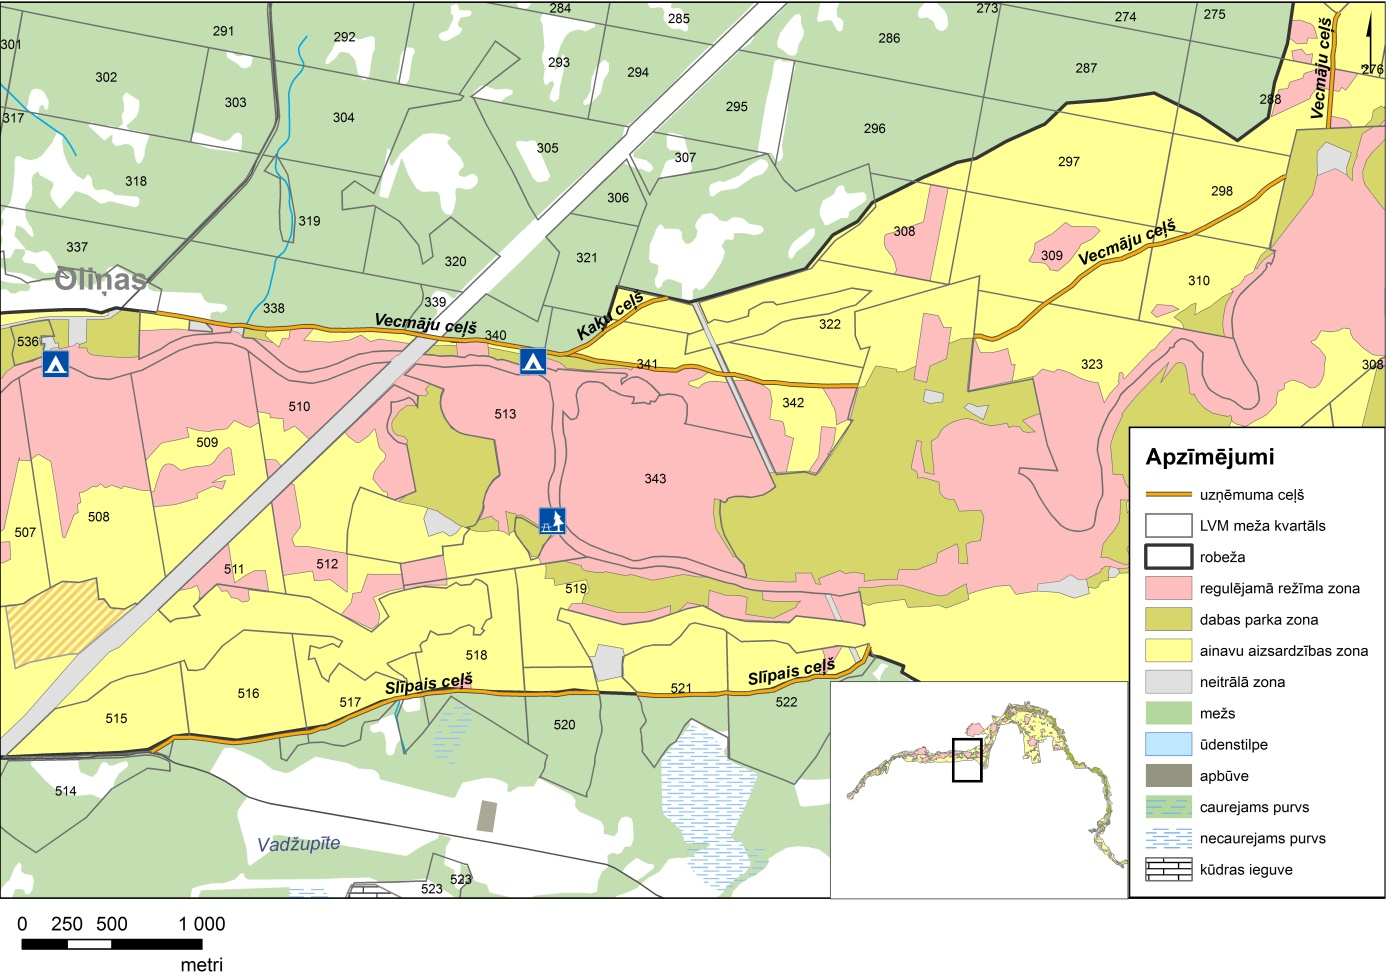 284
285
273
274
275
291
292
286
301
293
294
287
276
302
303
288
Vecmāju ceļš
295
304
317
296
305
307
297
318
298
306
319
308
337
320
321
309
Vecmāju ceļš
310
Oliņas
338
339
Kaķu ceļš
322
Vecmāju ceļš
340
536
341
323
308
342
510
513
509
343
508
507
511
512
519
518
516
517
Slīpais ceļš
Slīpais ceļš
521
515
520
522
514
Vadžupīte
523
523
Apzīmējumi
uzņēmuma ceļš
LVM meža kvartāls
robeža
regulējamā režīma zona
dabas parka zona
ainavu aizsardzības zona
neitrālā zona
mežs
ūdenstilpe
apbūve
caurejams purvs
necaurejams purvs
kūdras ieguve
0 250 500 1 000
metri